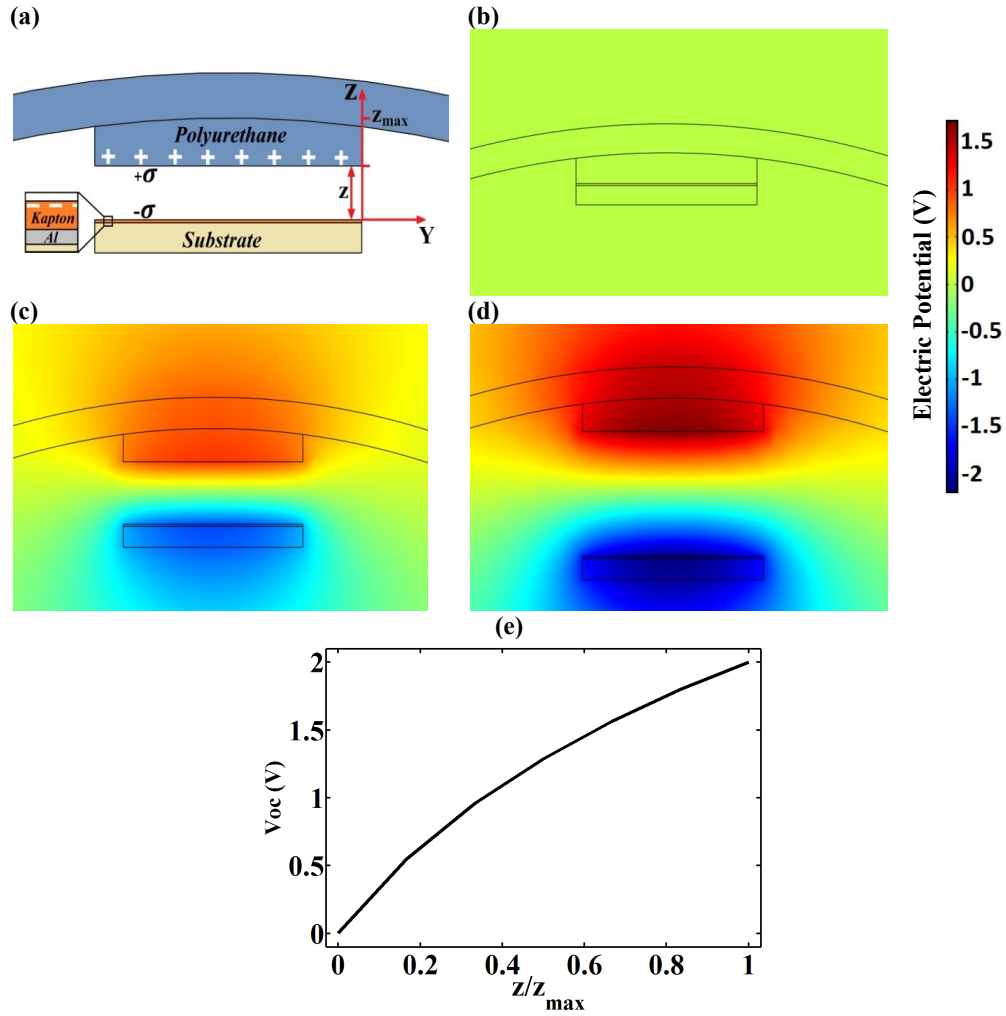 (a)
Z
z_max
Polyurethane
+ + + + + + + +
+σ
z
-σ
Kapton
Al
Substrate
Y
(b)
Electric Potential (V)
1.5
1
0.5
0
-0.5
-1
-1.5
-2
(c)
(d)
(e)
Voc (V)
2
1.5
1
0.5
0
0 0.2 0.4 0.6 0.8 1
z/z_max